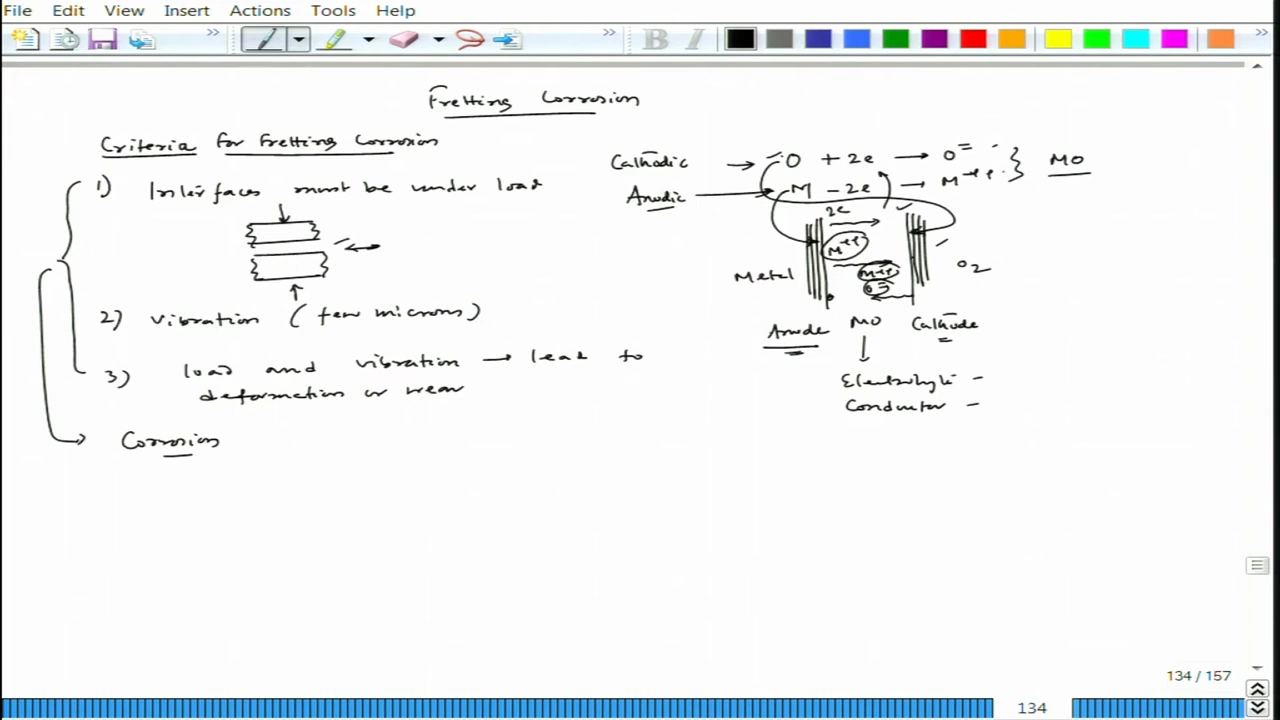 File Edit View Insert Actions Tools Help
Fretting Corrosion
Criteria for Fretting Corrosion
1) Interfaces must be under load
2) vibration (few microns)
3) load and vibration → lead to
deformation or wear
Corrosion
Cathodic → O + 2e → O=
Anodic → M - 2e → M++
MO
2e
M++
Metal
M++
O=
O2
Anode MO Cathode
Electrolyte -
Conductor -
134 / 157
134